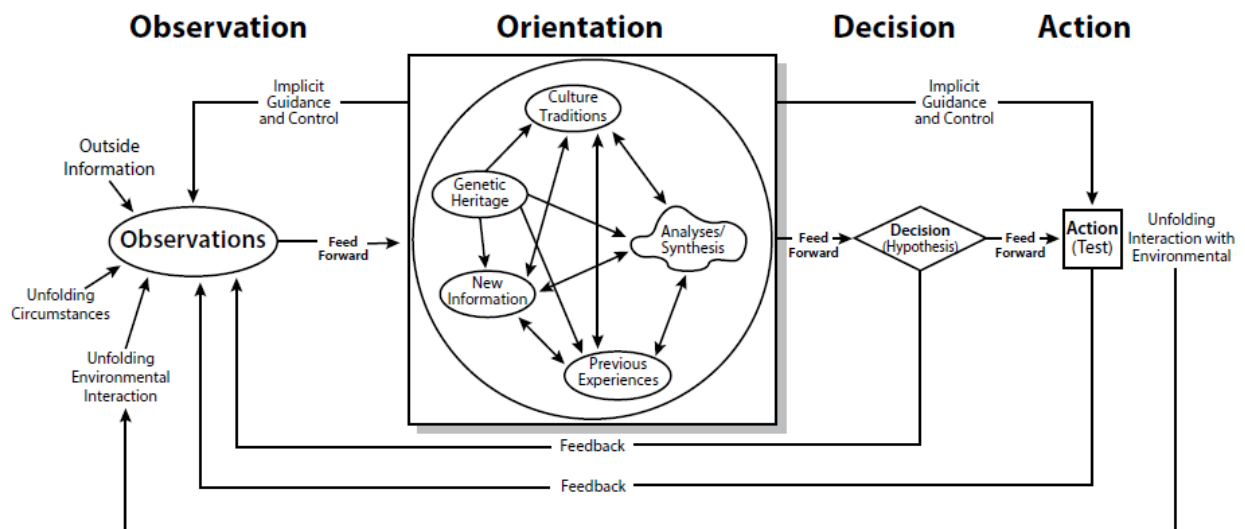 Observation
Orientation
Decision
Action
Implicit
Guidance
and Control
Outside
Information
Observations
Unfolding
Circumstances
Unfolding
Environmental
Interaction
Feed
Forward
Culture
Traditions
Genetic
Heritage
Analyses/
Synthesis
New
Information
Previous
Experiences
Implicit
Guidance
and Control
Feed
Forward
Decision
(Hypothesis)
Feed
Forward
Action
(Test)
Unfolding
Interaction with
Environmental
Feedback
Feedback